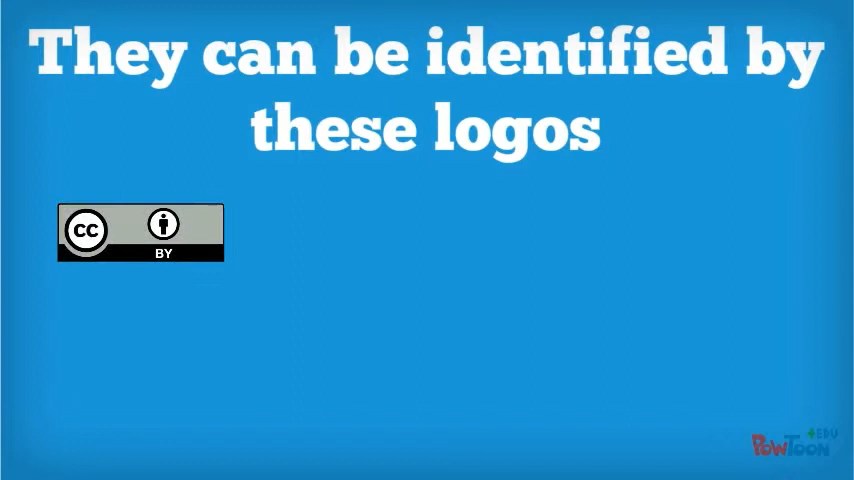 They can be identified by
these logos
CC
BY
+EDU
PowToon